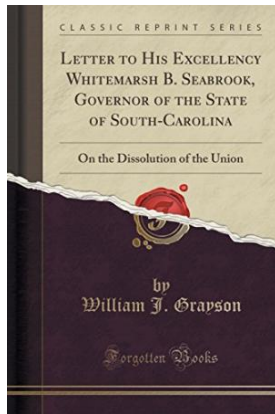 CLASSIC REPRINT SERIES
LETTER TO HIS EXCELLENCY
WHITEMARSH B. SEABROOK,
GOVERNOR OF THE STATE
OF SOUTH-CAROLINA
On the Dissolution of the Union
by
William J. Grayson
Forgotten Books